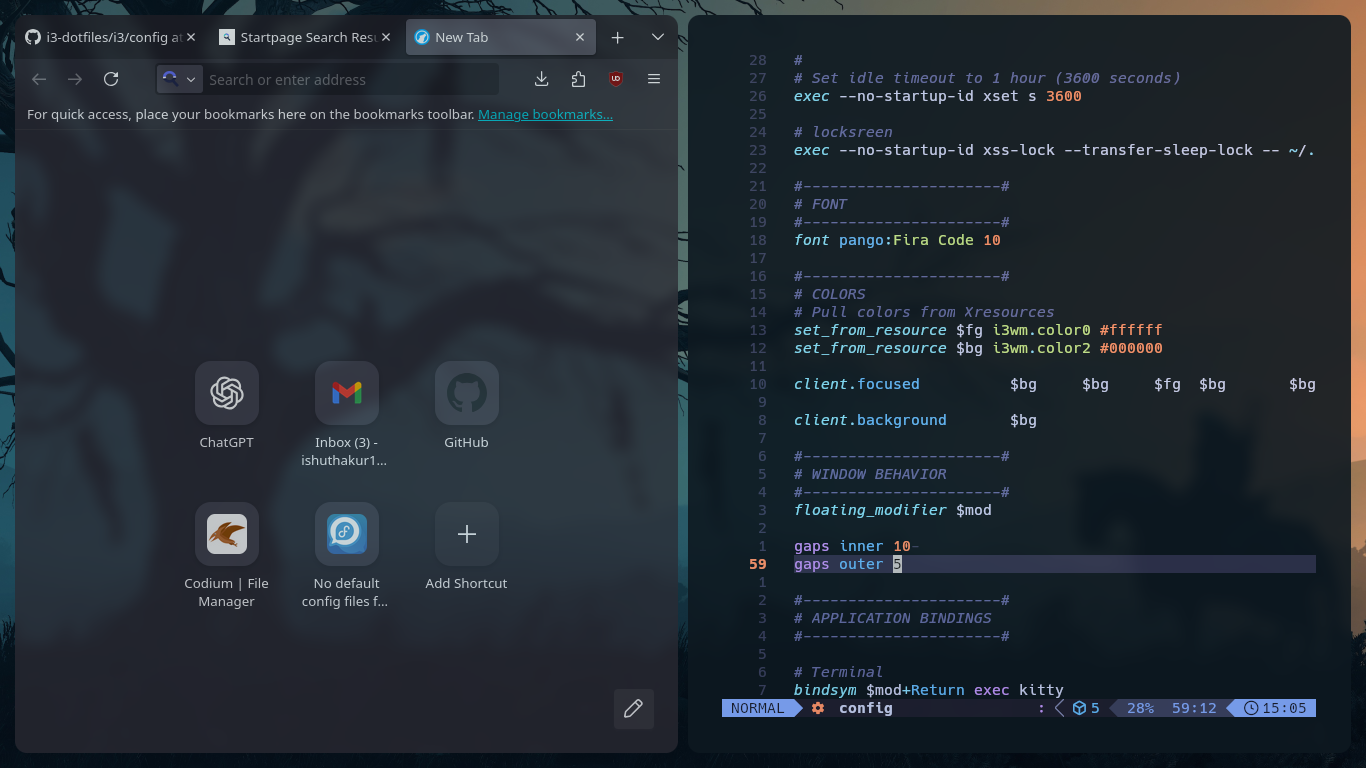 i3-dotfiles/i3/config at
Startpage Search Resu
New Tab
Search or enter address
For quick access, place your bookmarks here on the bookmarks toolbar. Manage bookmarks...
ChatGPT
Inbox (3) -
ishuthakur1...
GitHub
Codium | File
Manager
No default
config files f...
Add Shortcut
28 #
27 # Set idle timeout to 1 hour (3600 seconds)
26 exec --no-startup-id xset s 3600
25
24 # locksreen
23 exec --no-startup-id xss-lock --transfer-sleep-lock -- ~/.
22
21 #----------------------#
20 # FONT
19 #----------------------#
18 font pango:Fira Code 10
17
16 #----------------------#
15 # COLORS
14 # Pull colors from Xresources
13 set_from_resource $fg i3wm.color0 #ffffff
12 set_from_resource $bg i3wm.color2 #000000
11
10 client.focused          $bg     $bg     $fg  $bg       $bg
9
8 client.background       $bg
7
6 #----------------------#
5 # WINDOW BEHAVIOR
4 #----------------------#
3 floating_modifier $mod
2
1 gaps inner 10-
59 gaps outer 5
1
2 #----------------------#
3 # APPLICATION BINDINGS
4 #----------------------#
5
6 # Terminal
7 bindsym $mod+Return exec kitty
NORMAL config : 5 28% 59:12 15:05